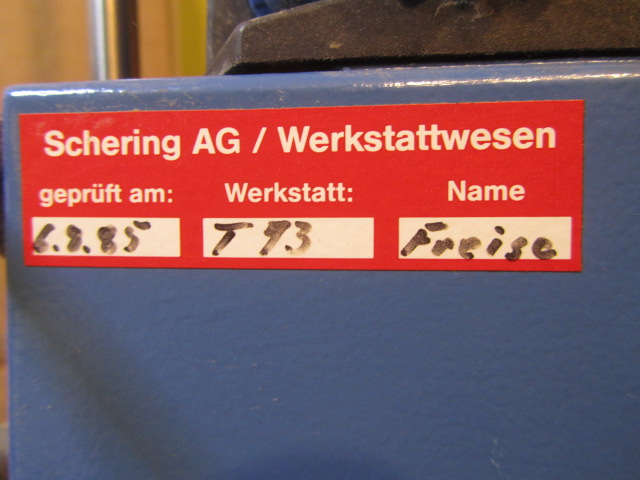 Schering AG / Werkstattwesen
geprüft am: Werkstatt: Name
6.8.85 T 93 Freise